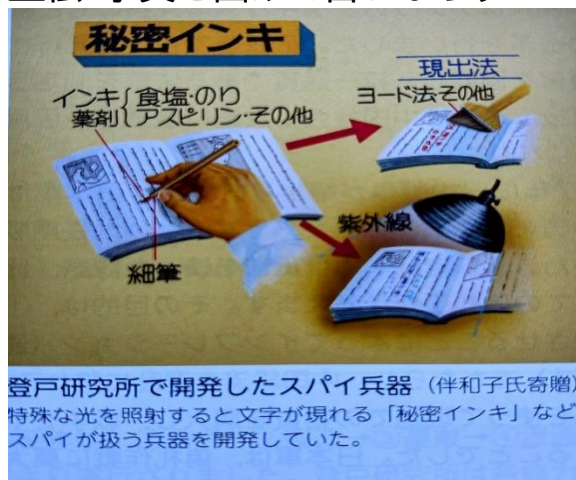 秘密インキ
現出法
インキ{食塩・のり
薬剤{アスピリン・その他
ヨード法・その他
紫外線
細筆
登戸研究所で開発したスパイ兵器(伴和子氏寄贈)
特殊な光を照射すると文字が現れる「秘密インキ」など
スパイが扱う兵器を開発していた。